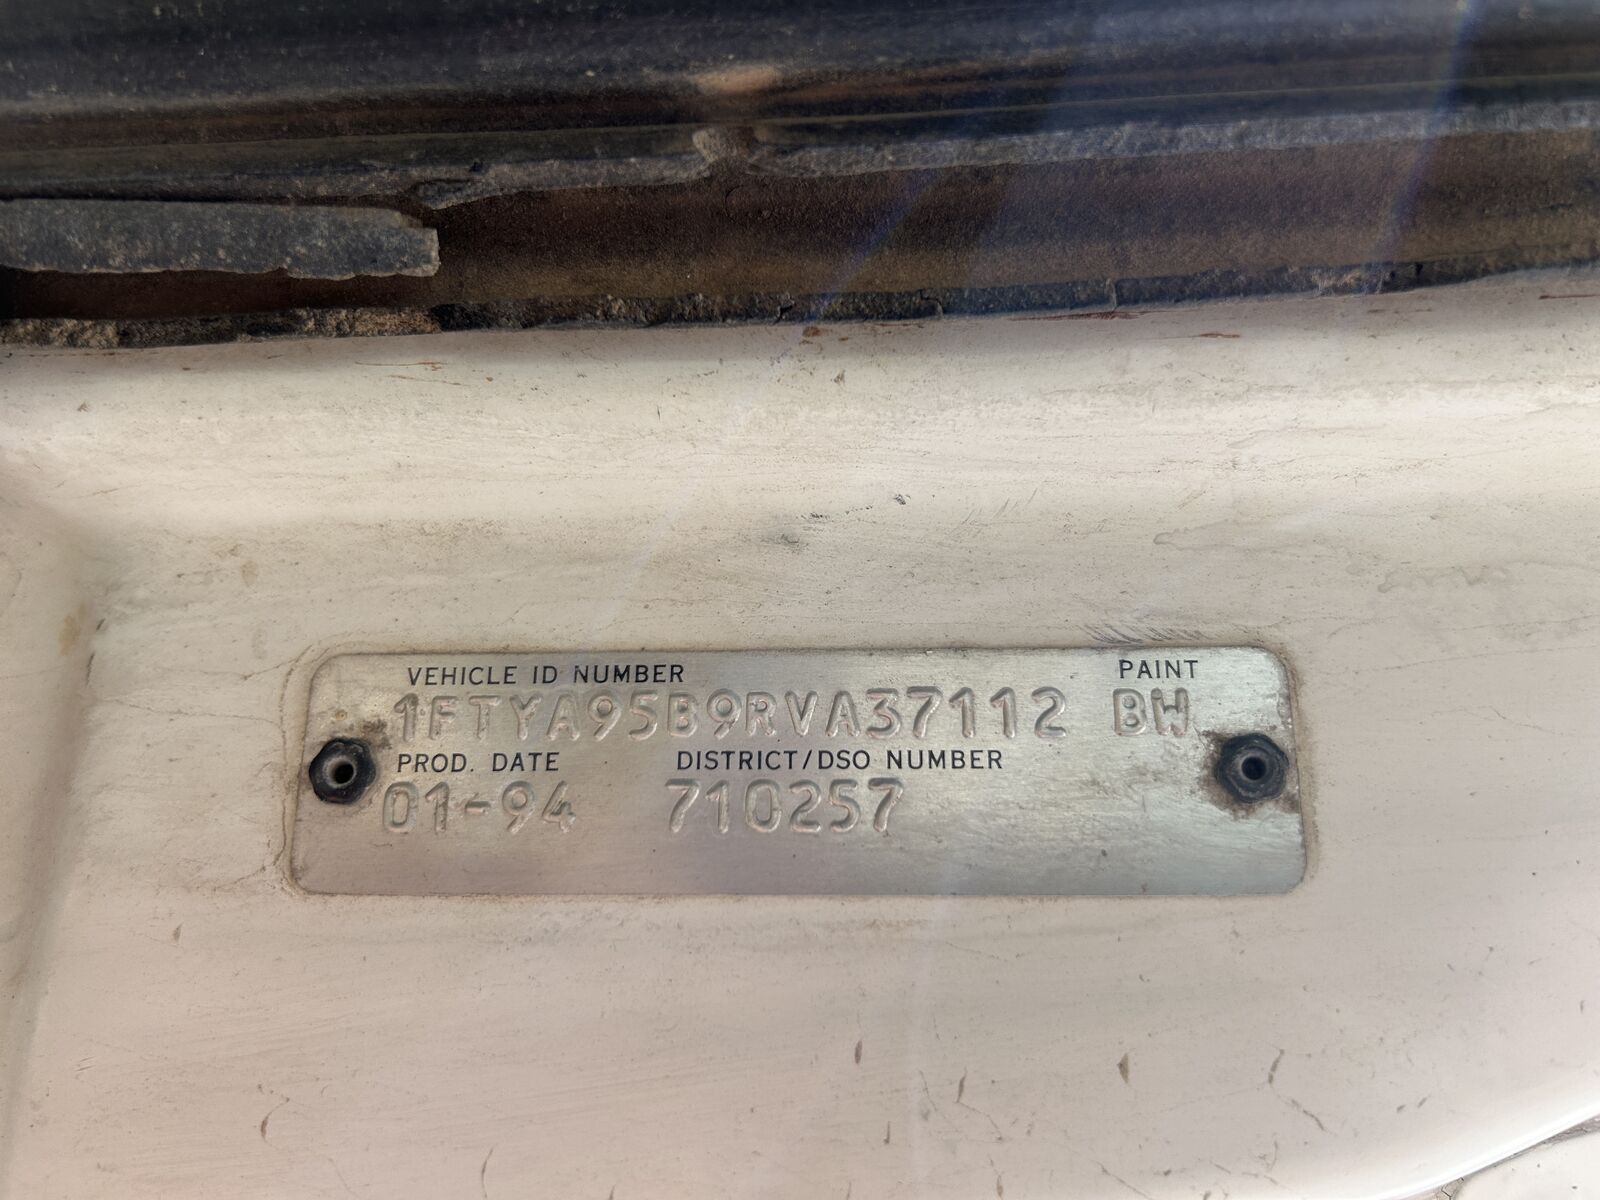 VEHICLE ID NUMBER PAINT
1FTYA95B9RVA37112 BW
PROD. DATE DISTRICT/DSO NUMBER
01-94 710257